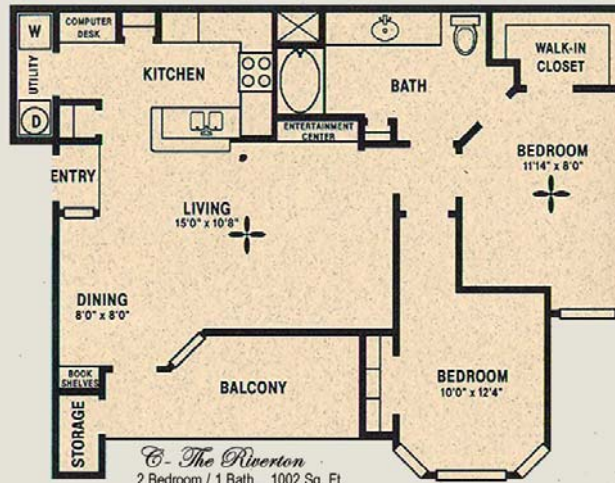 W
COMPUTER
DESK
UTILITY
D
KITCHEN
BATH
WALK-IN
CLOSET
ENTERTAINMENT
CENTER
BEDROOM
11'14" x 8'0"
ENTRY
LIVING
15'0" x 10'8"
DINING
8'0" x 8'0"
BOOK
SHELVES
STORAGE
BALCONY
BEDROOM
10'0" x 12'4"
C - The Riverton
2 Bedroom / 1 Bath 1002 Sq. Ft.